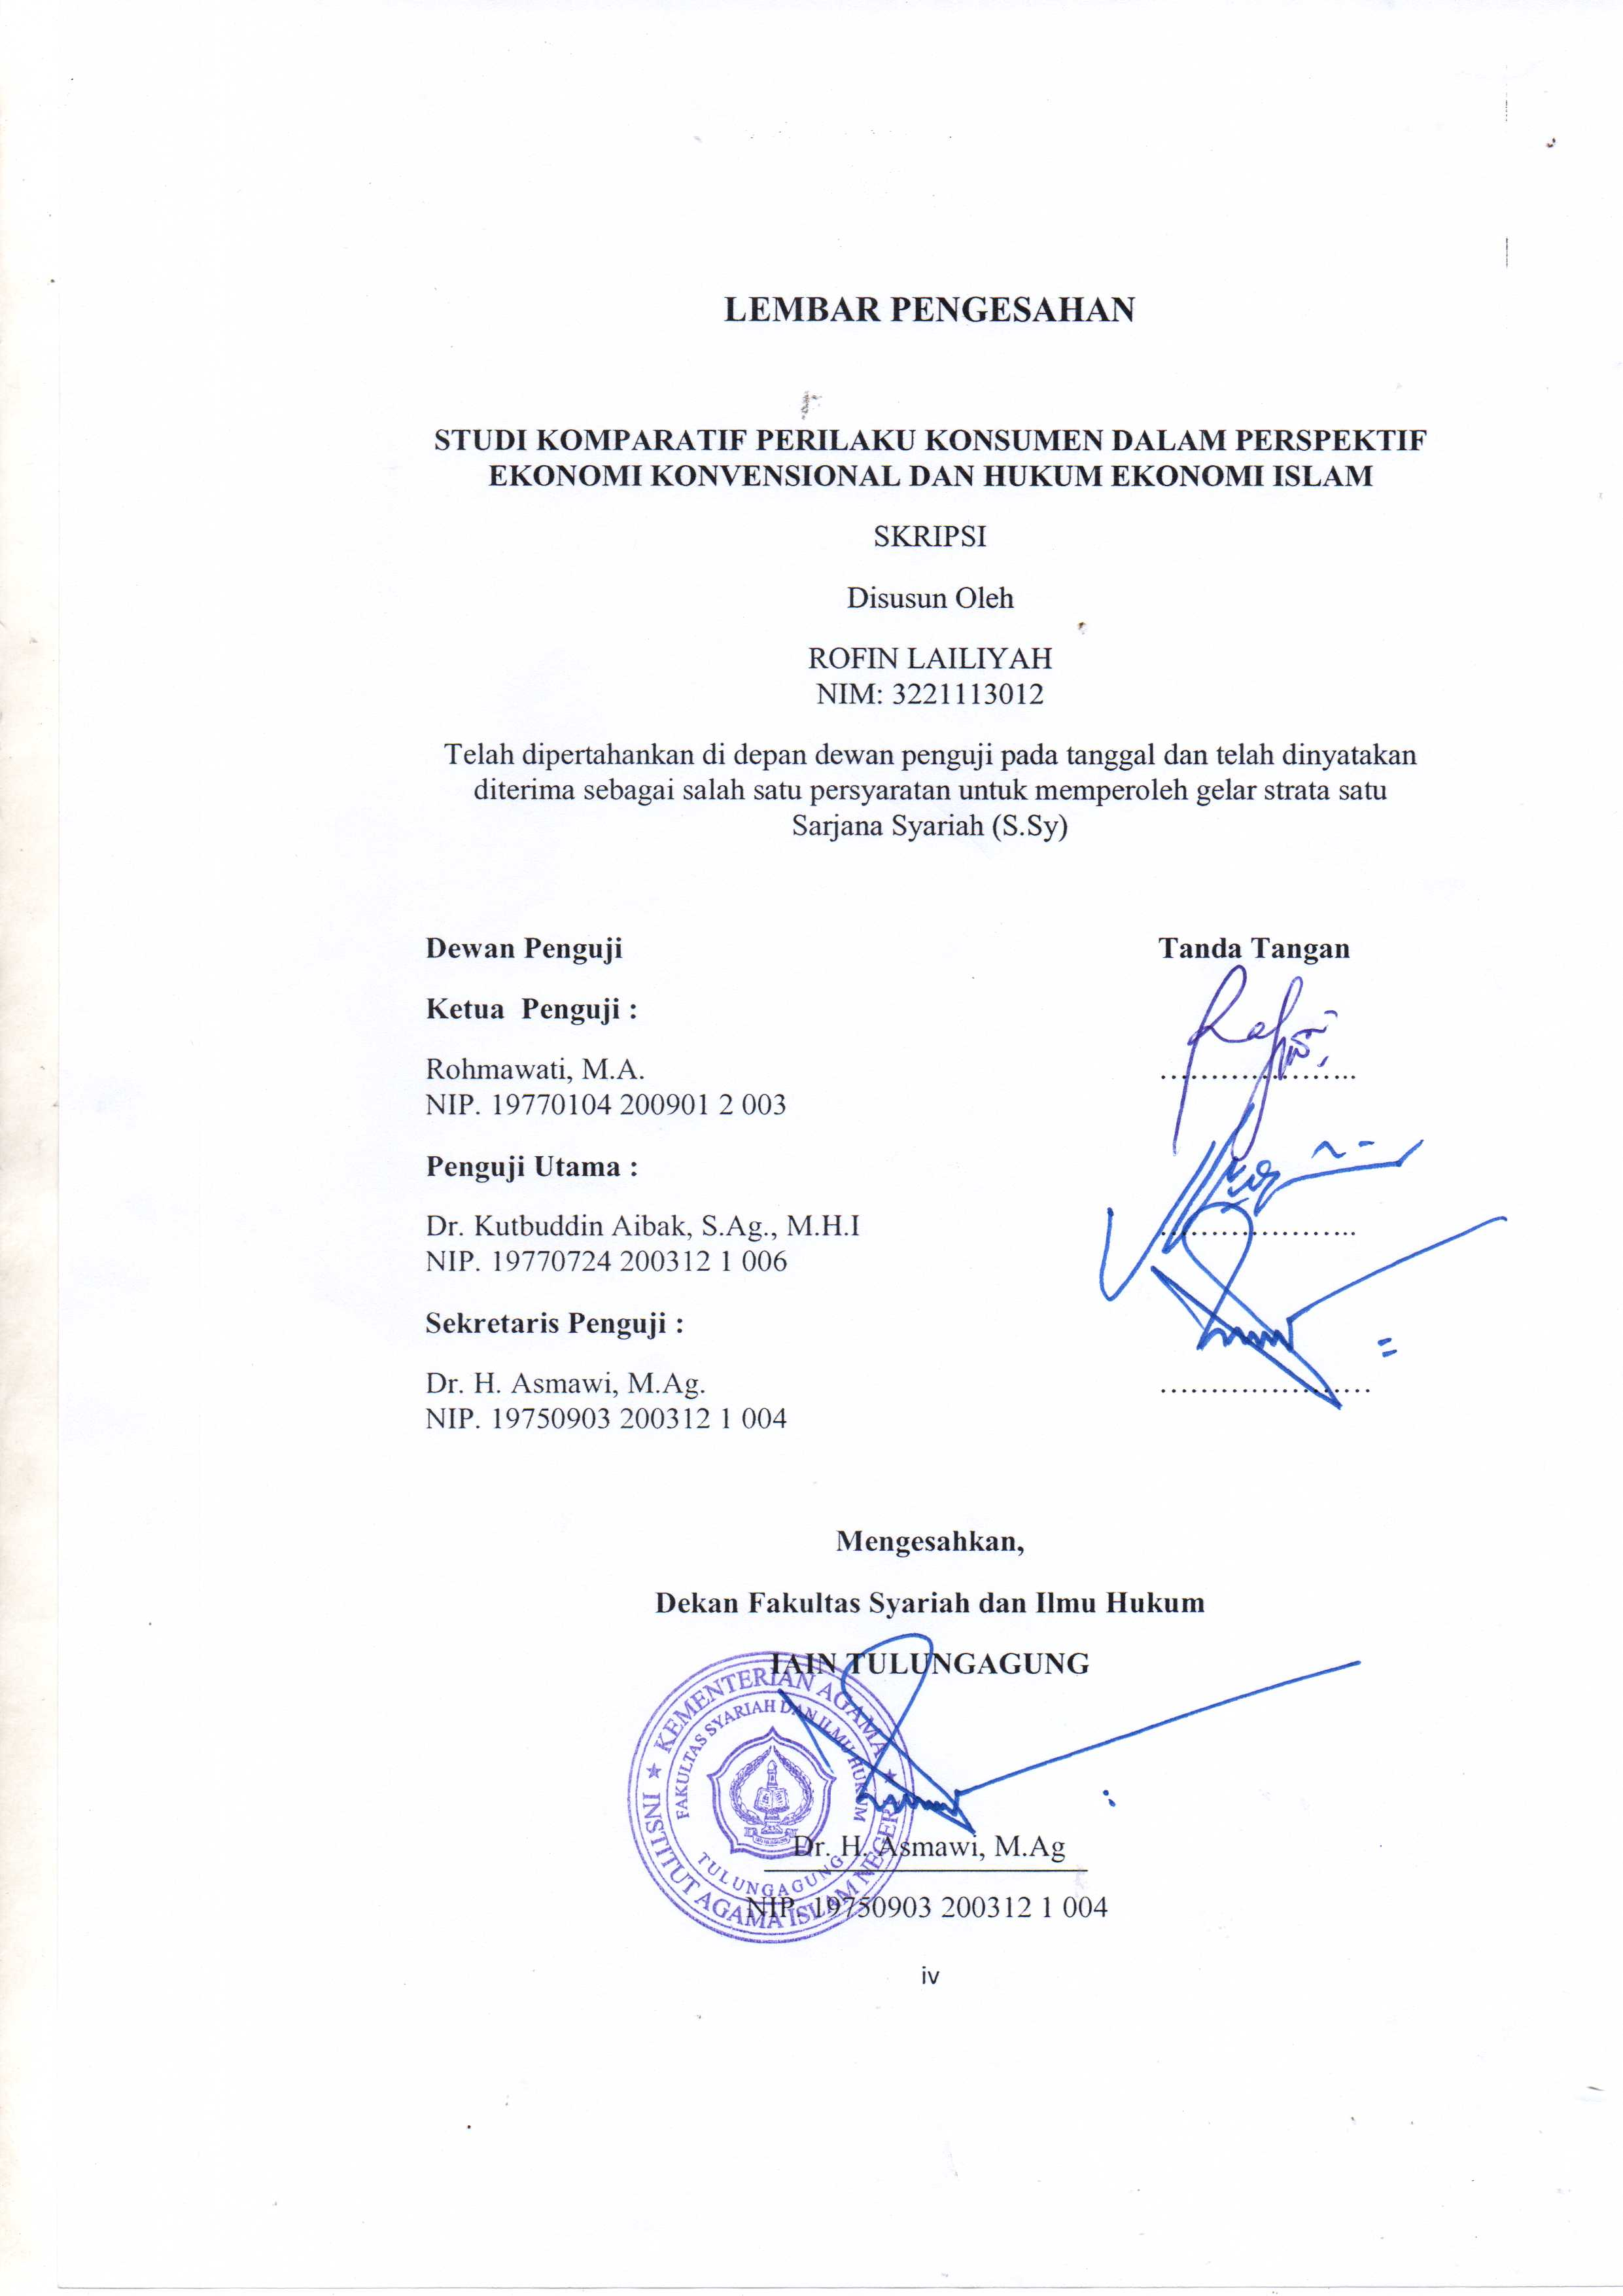 LEMBAR PENGESAHAN
STUDI KOMPARATIF PERILAKU KONSUMEN DALAM PERSPEKTIF
EKONOMI KONVENSIONAL DAN HUKUM EKONOMI ISLAM
SKRIPSI
Disusun Oleh
ROFIN LAILIYAH
NIM: 3221113012
Telah dipertahankan di depan dewan penguji pada tanggal dan telah dinyatakan
diterima sebagai salah satu persyaratan untuk memperoleh gelar strata satu
Sarjana Syariah (S.Sy)
Dewan Penguji Tanda Tangan
Ketua Penguji :
Rohmawati, M.A. .......................
NIP. 19770104 200901 2 003
Penguji Utama :
Dr. Kutbuddin Aibak, S.Ag., M.H.I .......................
NIP. 19770724 200312 1 006
Sekretaris Penguji :
Dr. H. Asmawi, M.Ag. .......................
NIP. 19750903 200312 1 004
Mengesahkan,
Dekan Fakultas Syariah dan Ilmu Hukum
IAIN TULUNGAGUNG
KEMENTERIAN AGAMA
INSTITUT AGAMA ISLAM NEGERI
FAKULTAS SYARIAH DAN ILMU HUKUM
TULUNGAGUNG
Dr. H. Asmawi, M.Ag
NIP. 19750903 200312 1 004
iv